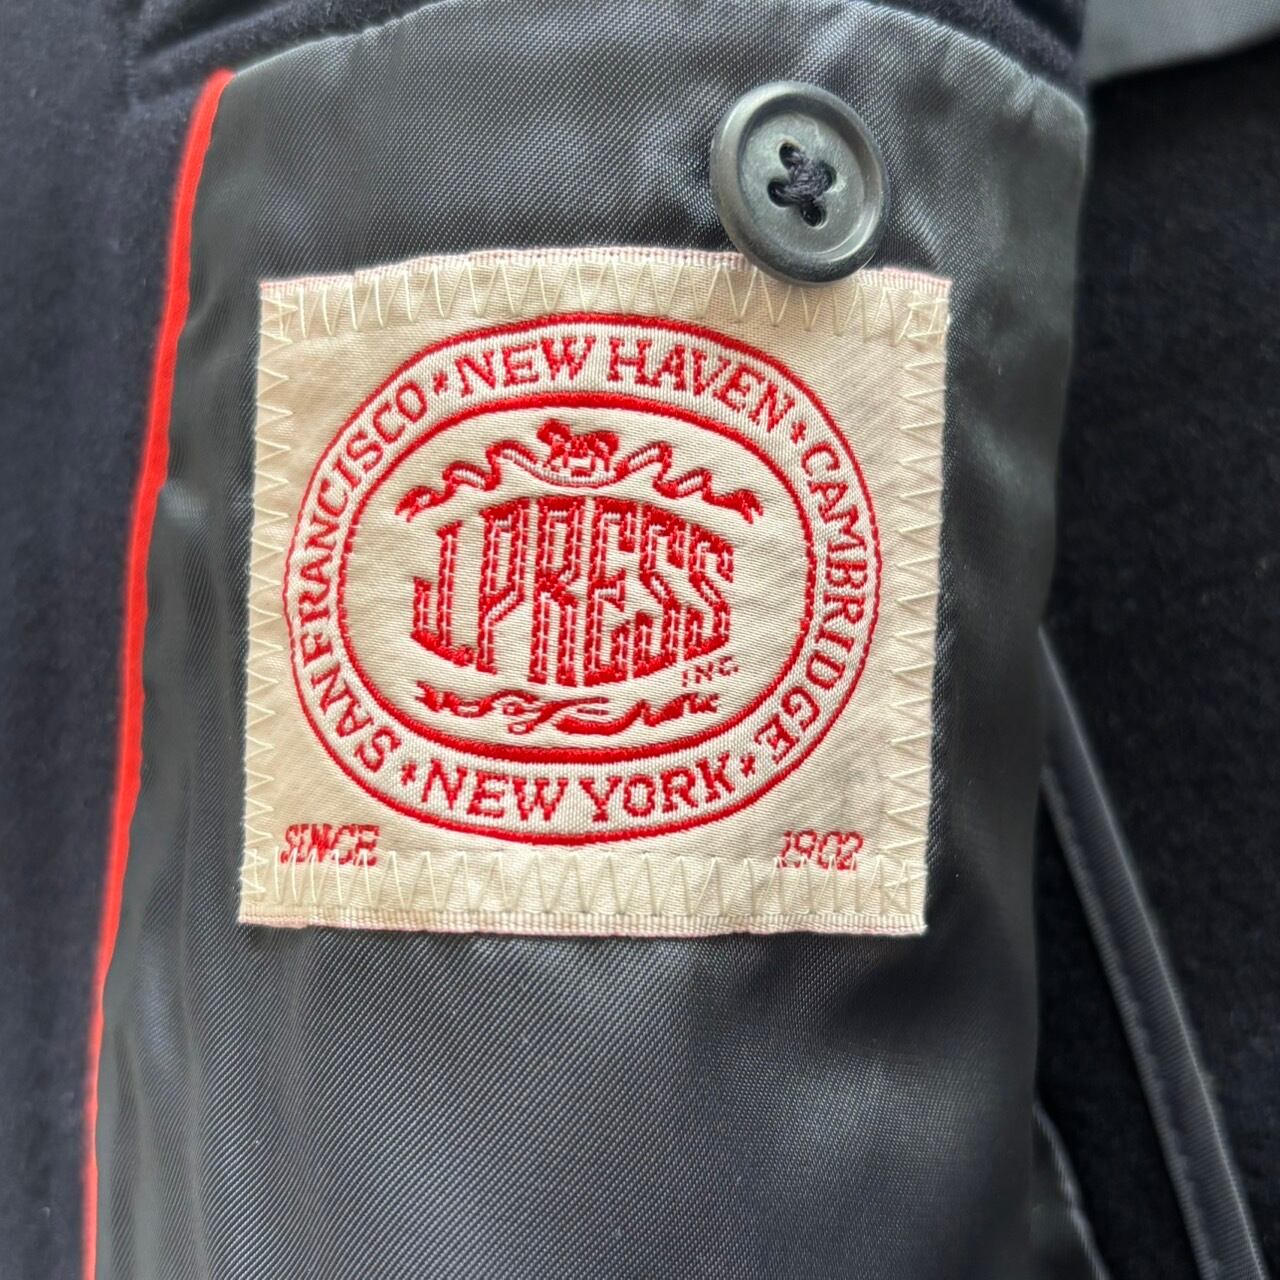 SAN FRANCISCO * NEW HAVEN * CAMBRIDGE * NEW YORK *
J.PRESS
INC.
SINCE 1902